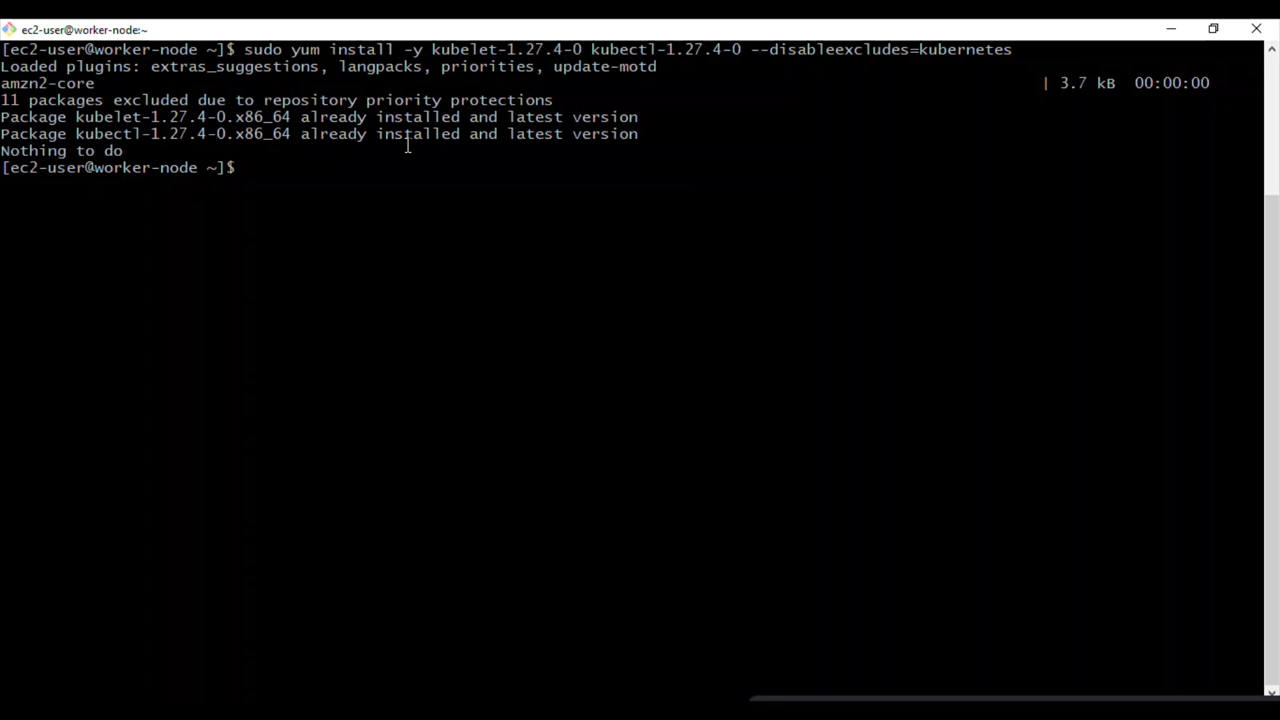 ec2-user@worker-node:~
[ec2-user@worker-node ~]$ sudo yum install -y kubelet-1.27.4-0 kubectl-1.27.4-0 --disableexcludes=kubernetes
Loaded plugins: extras_suggestions, langpacks, priorities, update-motd
amzn2-core | 3.7 kB 00:00:00
11 packages excluded due to repository priority protections
Package kubelet-1.27.4-0.x86_64 already installed and latest version
Package kubectl-1.27.4-0.x86_64 already installed and latest version
Nothing to do
[ec2-user@worker-node ~]$